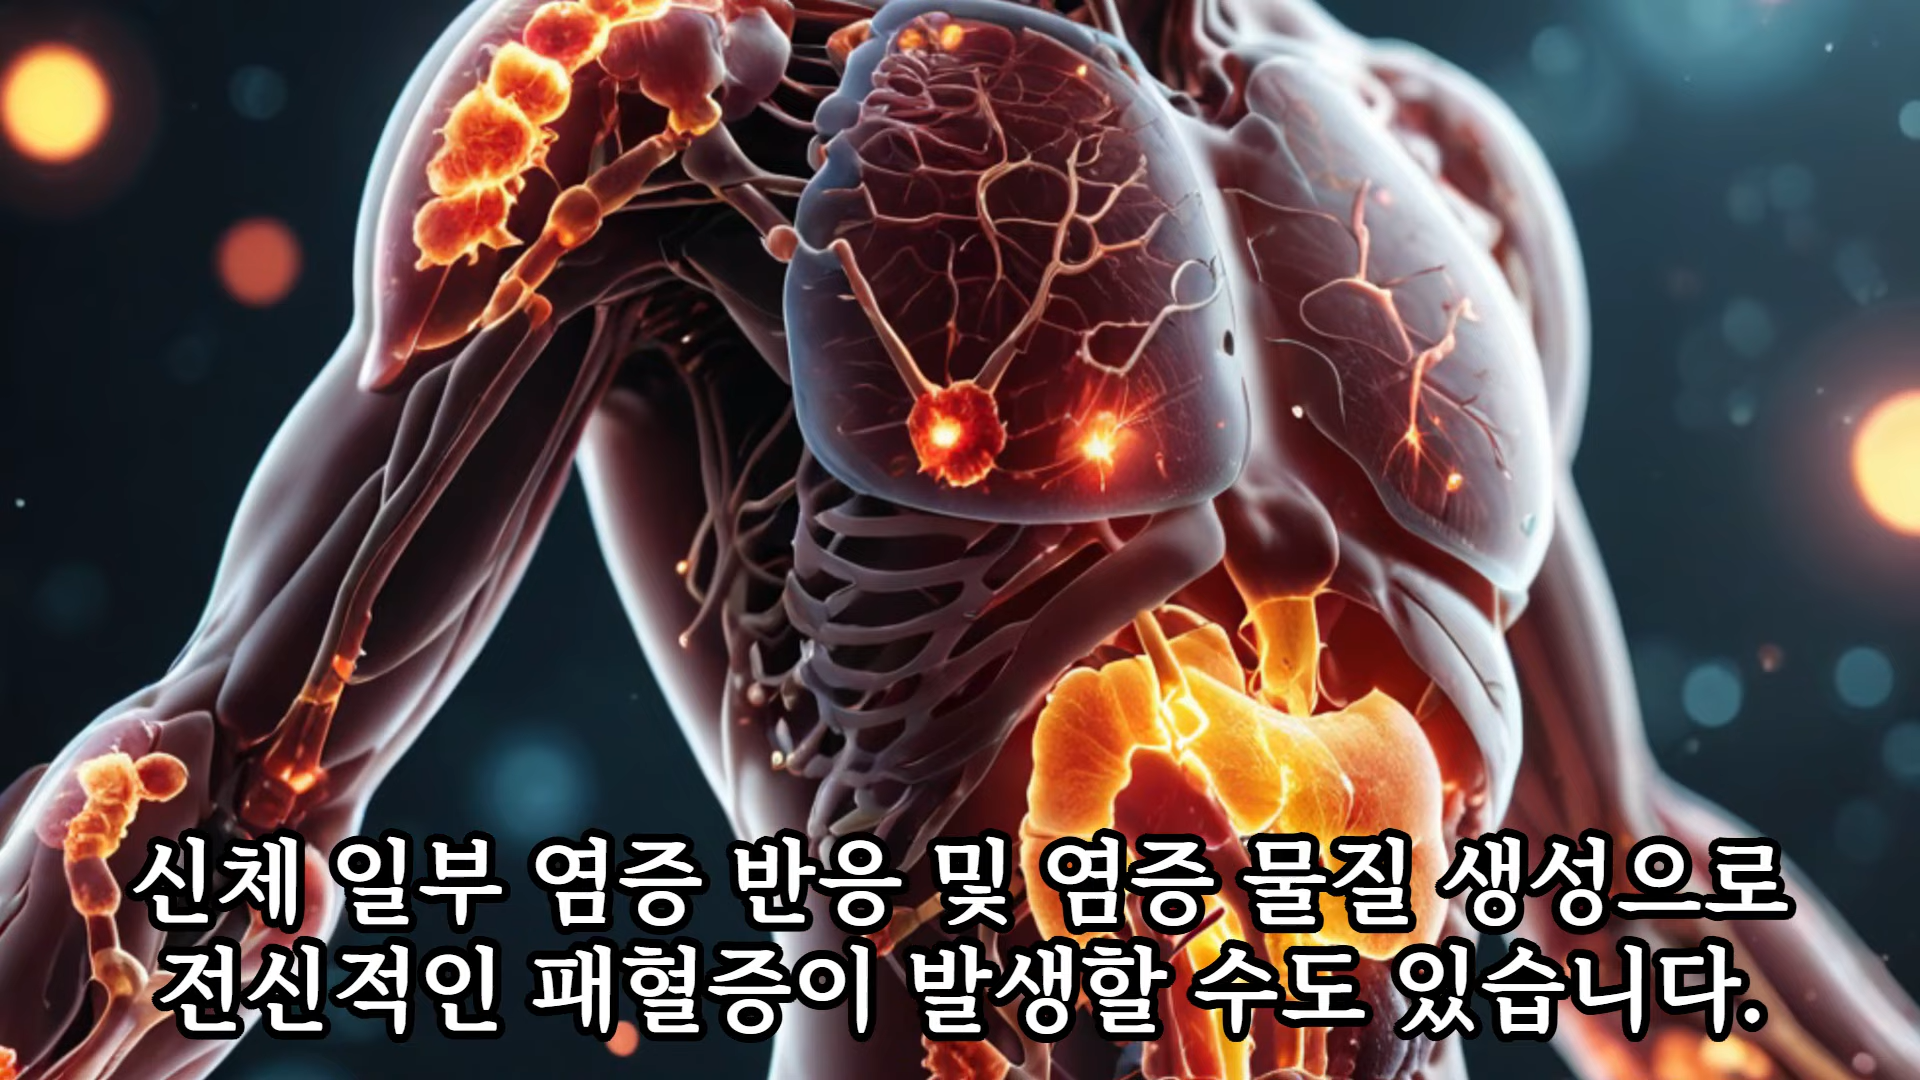 신체 일부 염증 반응 및 염증 물질 생성으로
전신적인 패혈증이 발생할 수도 있습니다.